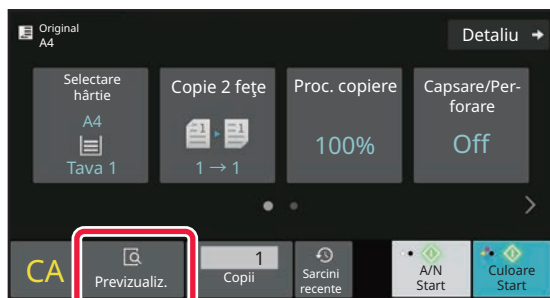 Original
A4
Detaliu
Selectare
hârtie
A4
Tava 1
Copie 2 feţe
1 → 1
Proc. copiere
100%
Capsare/Per-
forare
Off
CA
Previzualiz.
1
Copii
Sarcini
recente
A/N
Start
Culoare
Start